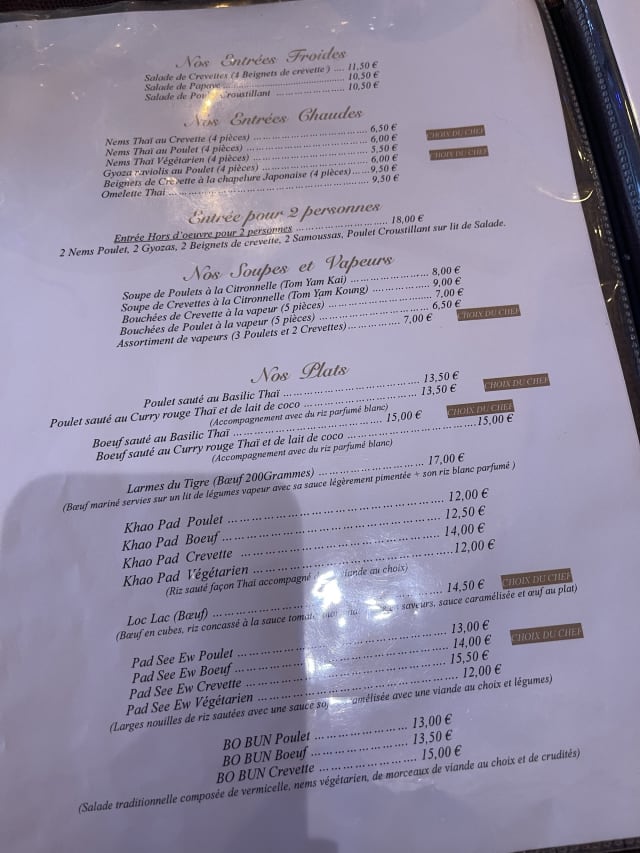 Nos Entrées Froides
Salade de Crevettes (4 Beignets de crevette) .... 11,50 €
Salade de Papaye .................... 10,50 €
Salade de Croustillant .................... 10,50 €
Nos Entrées Chaudes
Nems Thaï au Crevette (4 pièces) .................... 6,50 € CHOIX DU CHEF
Nems Thaï au Poulet (4 pièces) .................... 6,00 €
Nems Thaï Végétarien (4 pièces) .................... 5,50 € CHOIX DU CHEF
Gyoza raviolis au Poulet (4 pièces) .................... 6,00 €
Beignets de Crevette à la chapelure Japonaise (4 pièces)......9,50 €
Omelette Thaï .................... 9,50 €
Entrée pour 2 personnes
Entrée Hors d'oeuvre pour 2 personnes .................... 18,00 €
2 Nems Poulet, 2 Gyozas, 2 Beignets de crevette, 2 Samoussas, Poulet Croustillant sur lit de Salade.
Nos Soupes et Vapeurs
Soupe de Poulets à la Citronnelle (Tom Yam Kai) .................... 8,00 €
Soupe de Crevettes à la Citronnelle (Tom Yam Koung) .................... 9,00 €
Bouchées de Crevette à la vapeur (5 pièces) .................... 7,00 €
Bouchées de Poulet à la vapeur (5 pièces) .................... 6,50 €
Assortiment de vapeurs (3 Poulets et 2 Crevettes).................... 7,00 € CHOIX DU CHEF
Nos Plats
Poulet sauté au Basilic Thaï .................... 13,50 € CHOIX DU CHEF
Poulet sauté au Curry rouge Thaï et de lait de coco .................... 13,50 €
(Accompagnement avec du riz parfumé blanc)
Boeuf sauté au Basilic Thaï .................... 15,00 € CHOIX DU CHEF
Boeuf sauté au Curry rouge Thaï et de lait de coco ....................15,00 €
(Accompagnement avec du riz parfumé blanc)
Larmes du Tigre (Bœuf 200Grammes) .................... 17,00 €
(Bœuf mariné servies sur un lit de légumes vapeur avec sa sauce légèrement pimentée + son riz blanc parfumé )
Khao Pad Poulet .................... 12,00 €
Khao Pad Boeuf .................... 12,50 €
Khao Pad Crevette .................... 14,00 €
Khao Pad Végétarien ....................12,00 €
(Riz sauté façon Thaï accompagné viande au choix)
Loc Lac (Bœuf) .................... 14,50 € CHOIX DU CHEF
(Bœuf en cubes, riz concassé à la sauce tomate saveurs, sauce caramélisée et œuf au plat)
Pad See Ew Poulet .................... 13,00 €
Pad See Ew Boeuf .................... 14,00 € CHOIX DU CHEF
Pad See Ew Crevette .................... 15,50 €
Pad See Ew Végétarien .................... 12,00 €
(Larges nouilles de riz sautées avec une sauce avec une viande au choix et légumes)
BO BUN Poulet .................... 13,00 €
BO BUN Boeuf .................... 13,50 €
BO BUN Crevette .................... 15,00 €
(Salade traditionnelle composée de vermicelle, nems végétarien, de morceaux de viande au choix et de crudités)